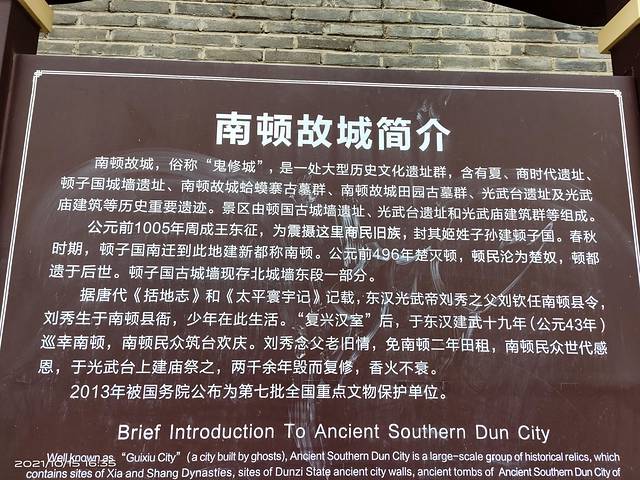 南顿故城简介
南顿故城，俗称“鬼修城”，是一处大型历史文化遗址群，含有夏、商时代遗址、
顿子国城墙遗址、南顿故城蛤蟆寨古墓群、南顿故城田园古墓群、光武台遗址及光武
庙建筑等历史重要遗迹。景区由顿国古城墙遗址、光武台遗址和光武庙建筑群等组成。
公元前1005年周成王东征，为震摄这里商民旧族，封其姬姓子孙建顿子国。春秋
时期，顿子国南迁到此地建新都称南顿。公元前496年楚灭顿，顿民沦为楚奴，顿都
遗于后世。顿子国古城墙现存北城墙东段一部分。
据唐代《括地志》和《太平寰宇记》记载，东汉光武帝刘秀之父刘钦任南顿县令，
刘秀生于南顿县衙，少年在此生活。“复兴汉室”后，于东汉建武十九年（公元43年）
巡幸南顿，南顿民众筑台欢庆。刘秀念父老旧情，免南顿二年田租，南顿民众世代感
恩，于光武台上建庙祭之，两千余年毁而复修，香火不衰。
2013年被国务院公布为第七批全国重点文物保护单位。
Brief Introduction To Ancient Southern Dun City
Well known as “Guixiu City” (a city built by ghosts), Ancient Southern Dun City is a large-scale group of historical relics, which
contains sites of Xia and Shang Dynasties, sites of Dunzi State ancient city walls, ancient tombs of Ancient Southern Dun City of
2021/10/15 16:35